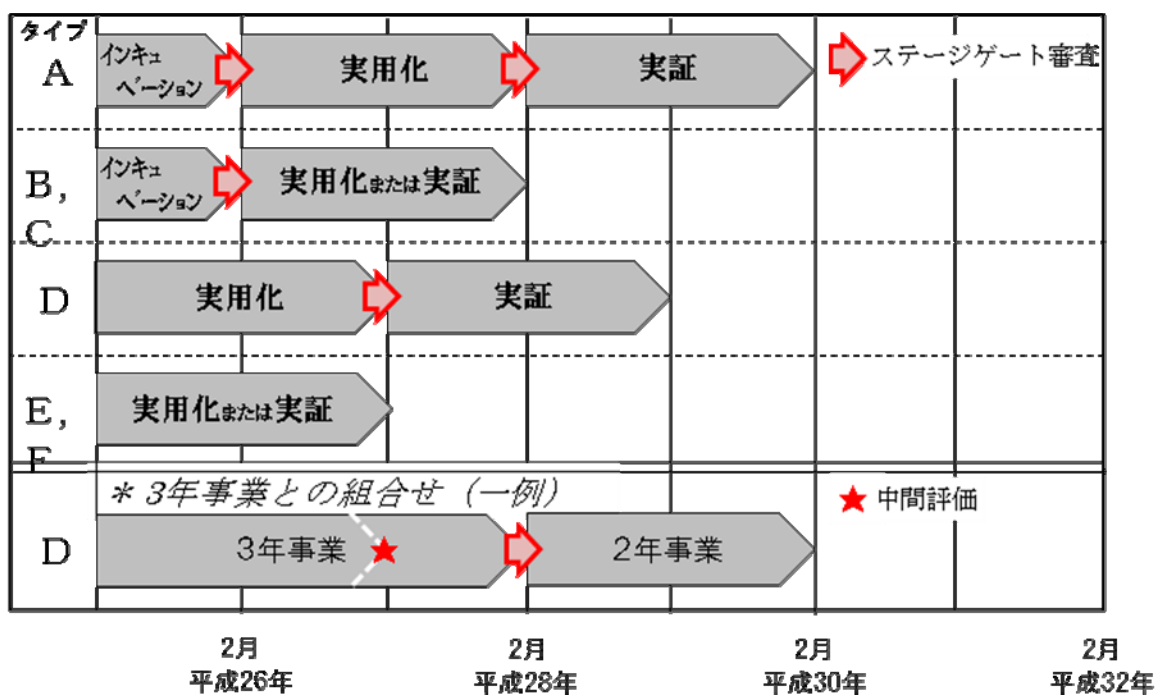 タイプ
A
インキュ
ベーション
実用化
実証
ステージゲート審査
B,
C
インキュ
ベーション
実用化または実証
D
実用化
実証
E,
F
実用化または実証
*3年事業との組合せ(一例)
D
3年事業
2年事業
中間評価
2月
平成26年
2月
平成28年
2月
平成30年
2月
平成32年